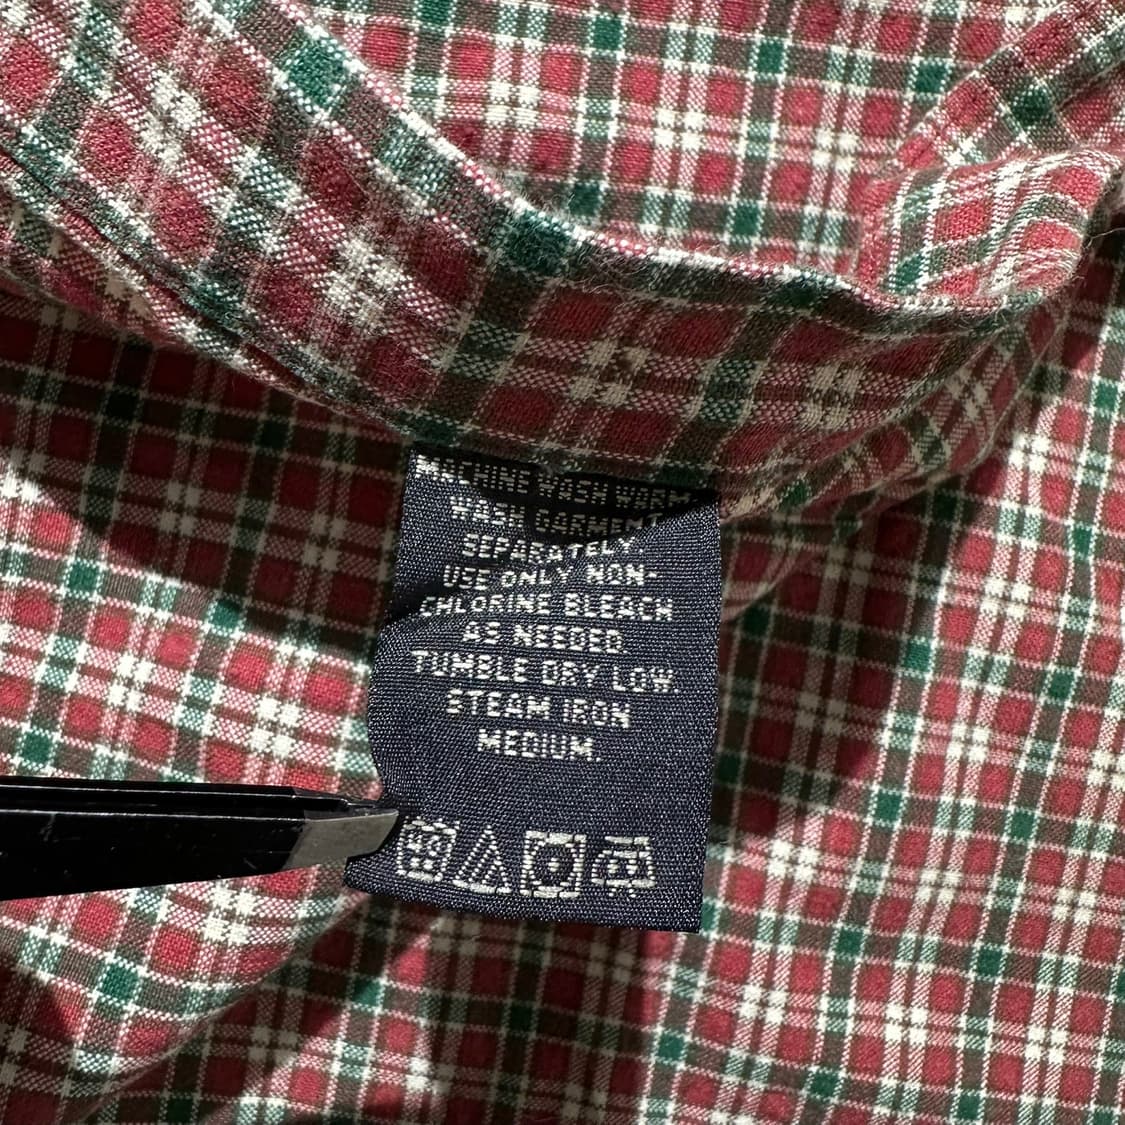 MACHINE WASH WARM.
WASH GARMENT
SEPARATELY.
USE ONLY NON-
CHLORINE BLEACH
AS NEEDED
TUMBLE DRY LOW.
STEAM IRON
MEDIUM.